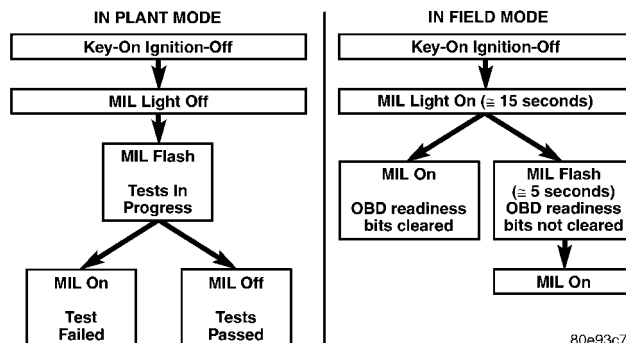 IN PLANT MODE
Key-On Ignition-Off
MIL Light Off
MIL Flash
Tests In
Progress
MIL On
Test
Failed
MIL Off
Tests
Passed
IN FIELD MODE
Key-On Ignition-Off
MIL Light On (≅ 15 seconds)
MIL On
OBD readiness
bits cleared
MIL Flash
(≅ 5 seconds)
OBD readiness
bits not cleared
MIL On
80e93c7